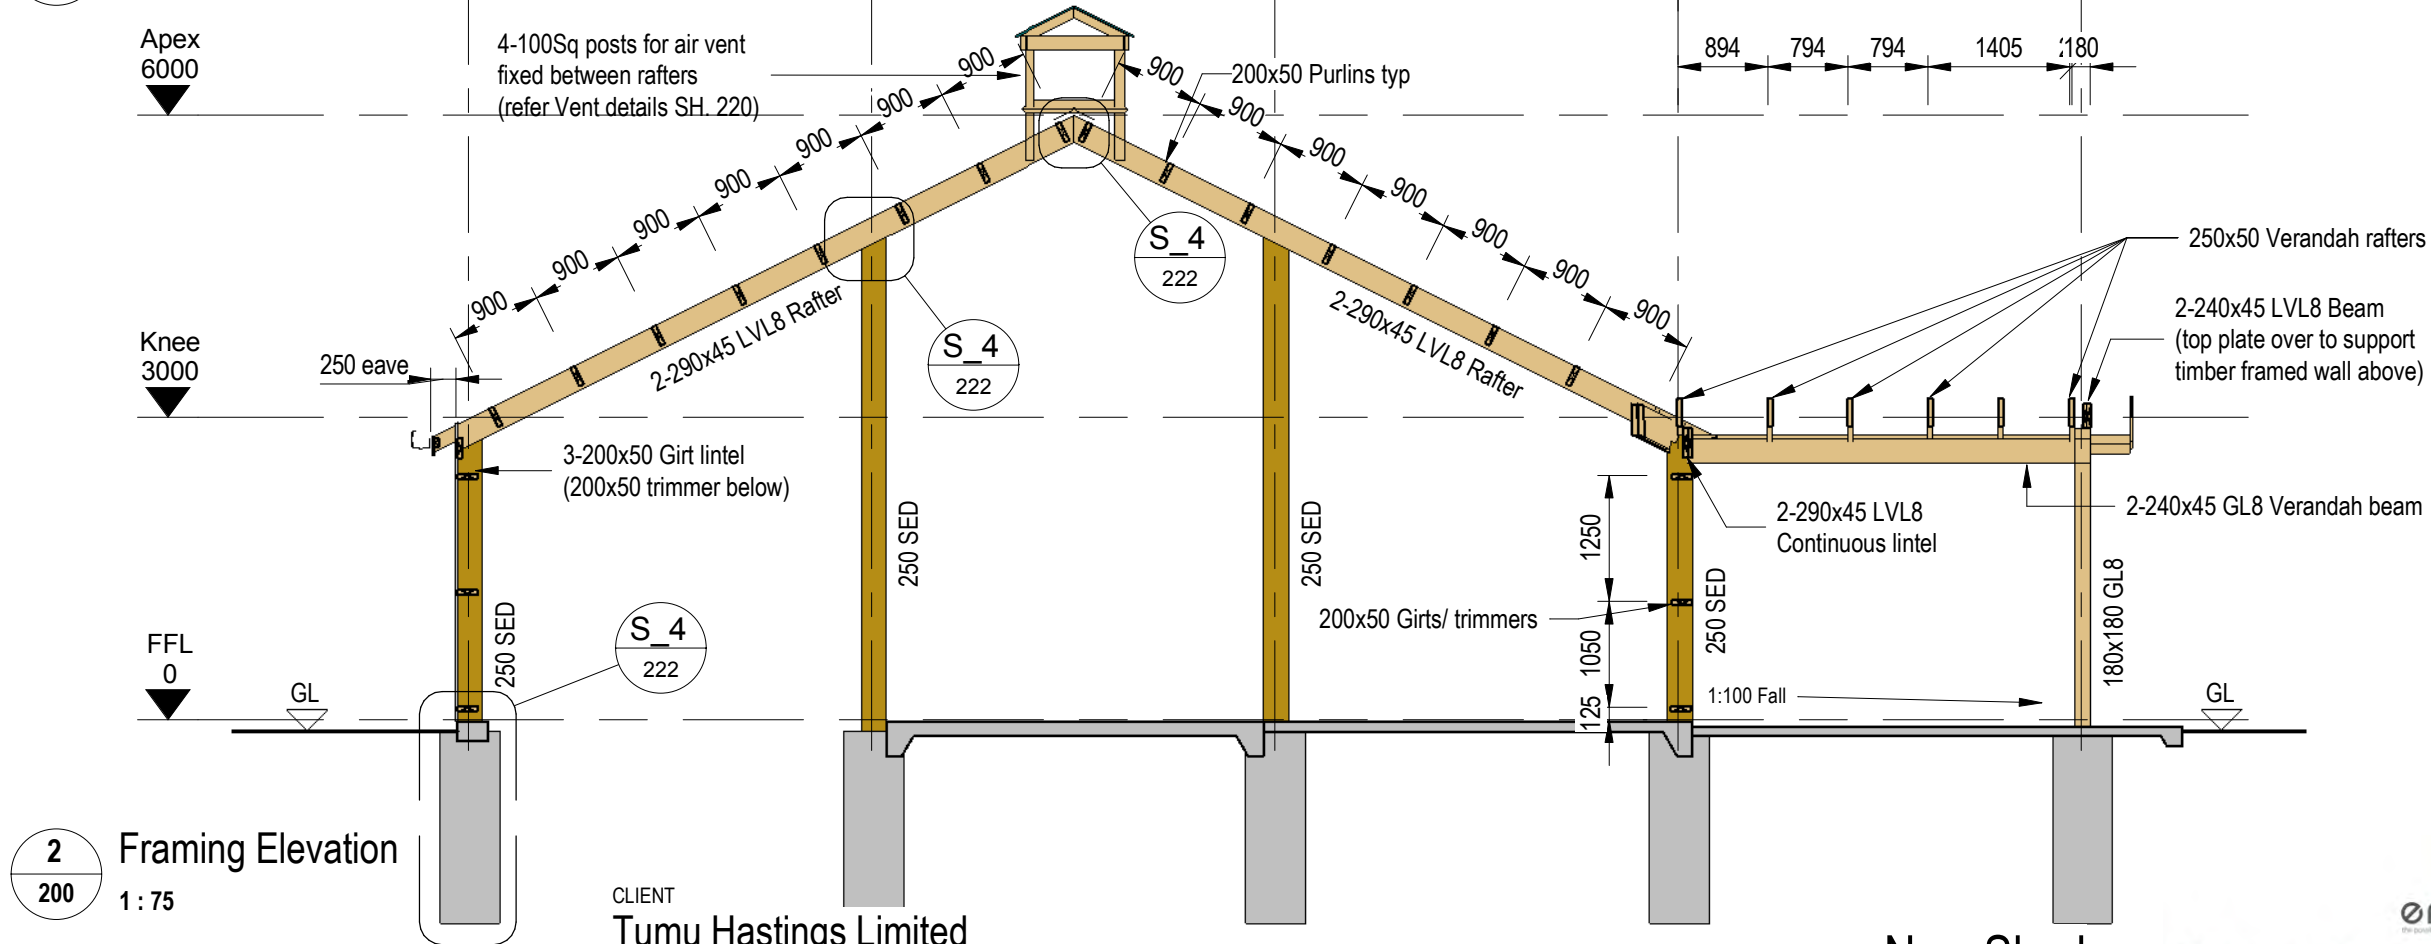 Apex
6000
4-100Sq posts for air vent
fixed between rafters
(refer Vent details SH. 220)
200x50 Purlins typ
894 794 794 1405 180
900 900 900 900 900 900 900
900 900 900 900 900 900 900
250x50 Verandah rafters
S_4
222
2-240x45 LVL8 Beam
(top plate over to support
timber framed wall above)
Knee
3000
250 eave
2-290x45 LVL8 Rafter
2-290x45 LVL8 Rafter
S_4
222
3-200x50 Girt lintel
(200x50 trimmer below)
2-290x45 LVL8
Continuous lintel
2-240x45 GL8 Verandah beam
250 SED
250 SED
250 SED
250 SED
180x180 GL8
1250
1050
125
200x50 Girts/ trimmers
S_4
222
FFL
0
GL
1:100 Fall
GL
2
200
Framing Elevation
1 : 75
CLIENT
Tumu Hastings Limited